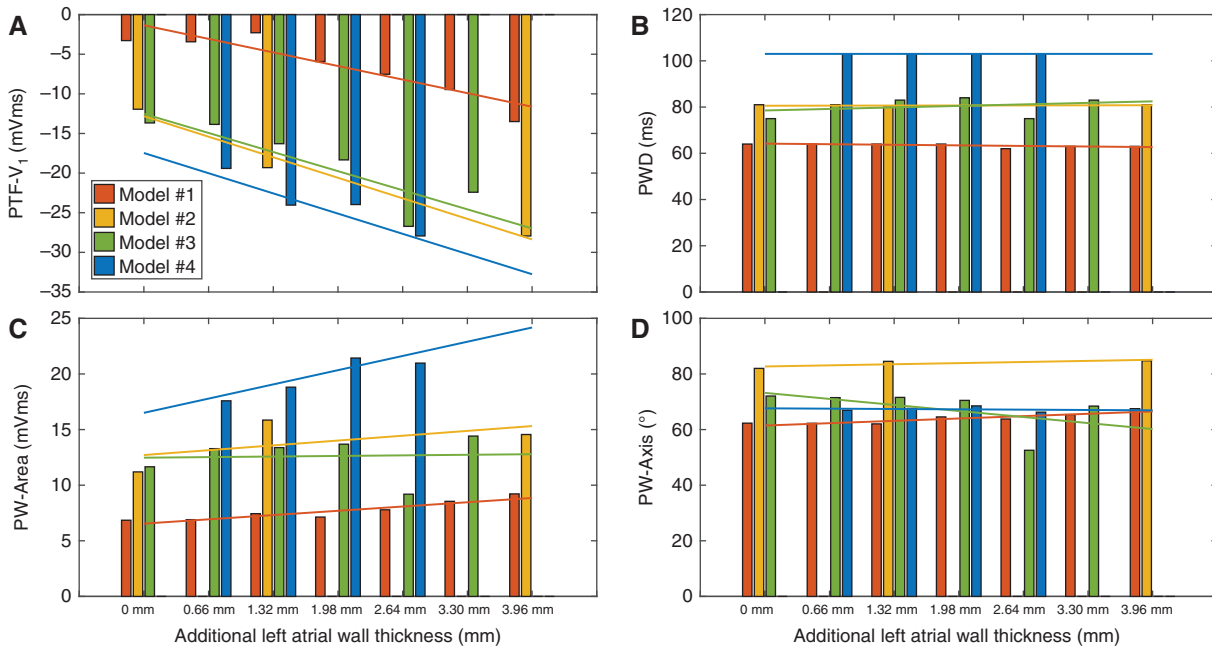 A
PTF-V₁ (mVms)
0
–5
–10
–15
–20
–25
–30
–35
Model #1
Model #2
Model #3
Model #4
B
PWD (ms)
120
100
80
60
40
20
0
C
PW-Area (mVms)
25
20
15
10
5
0
0 mm 0.66 mm 1.32 mm 1.98 mm 2.64 mm 3.30 mm 3.96 mm
Additional left atrial wall thickness (mm)
D
PW-Axis (°)
100
80
60
40
20
0
0 mm 0.66 mm 1.32 mm 1.98 mm 2.64 mm 3.30 mm 3.96 mm
Additional left atrial wall thickness (mm)